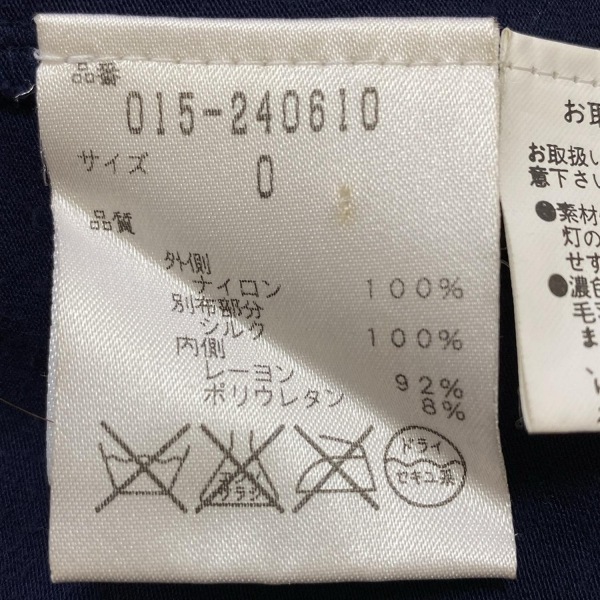 品番
015-240610
サイズ 0
品質
外側
ナイロン 100%
別布部分
シルク 100%
内側
レーヨン 92%
ポリウレタン 8%
ドライ
セキユ系
お取
お取扱い
意下さい
●素材
灯の
せず
●濃色
毛
ま